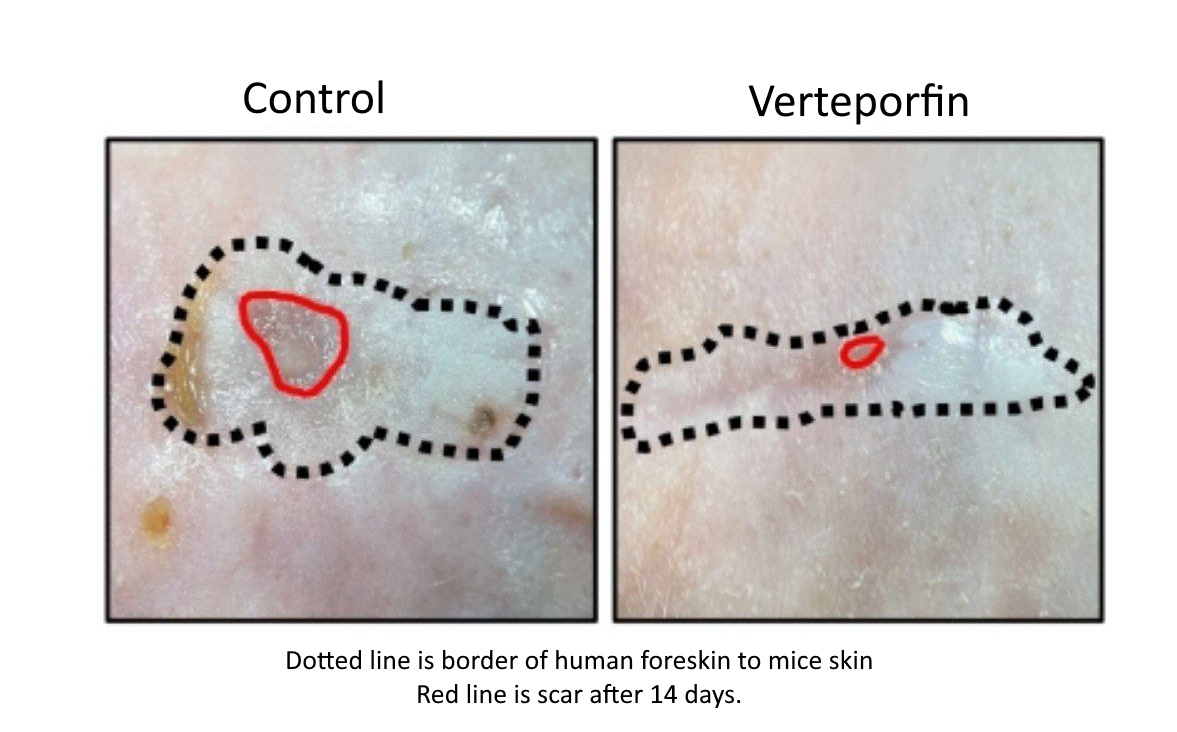 Control
Verteporfin
Dotted line is border of human foreskin to mice skin
Red line is scar after 14 days.